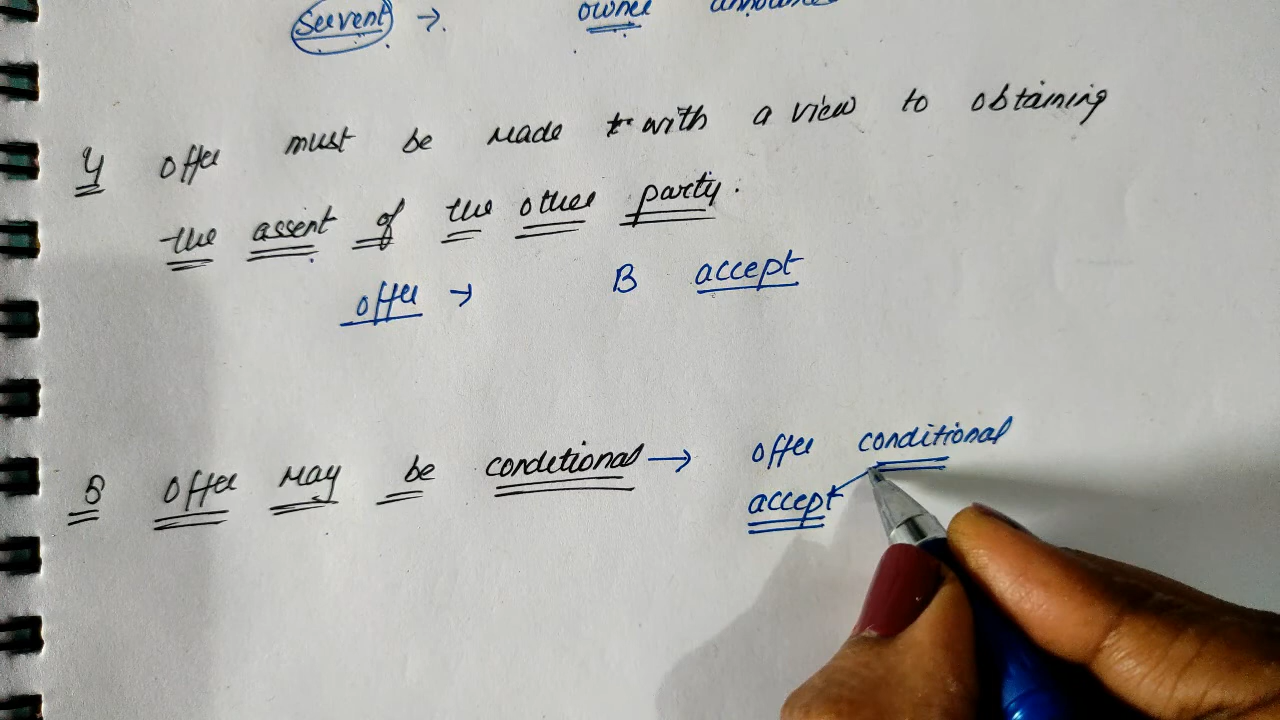 Servent → owner
4 offer must be made with a view to obtaining
the assent of the other party.
offer → B accept
5 offer may be conditional → offer conditional
accept